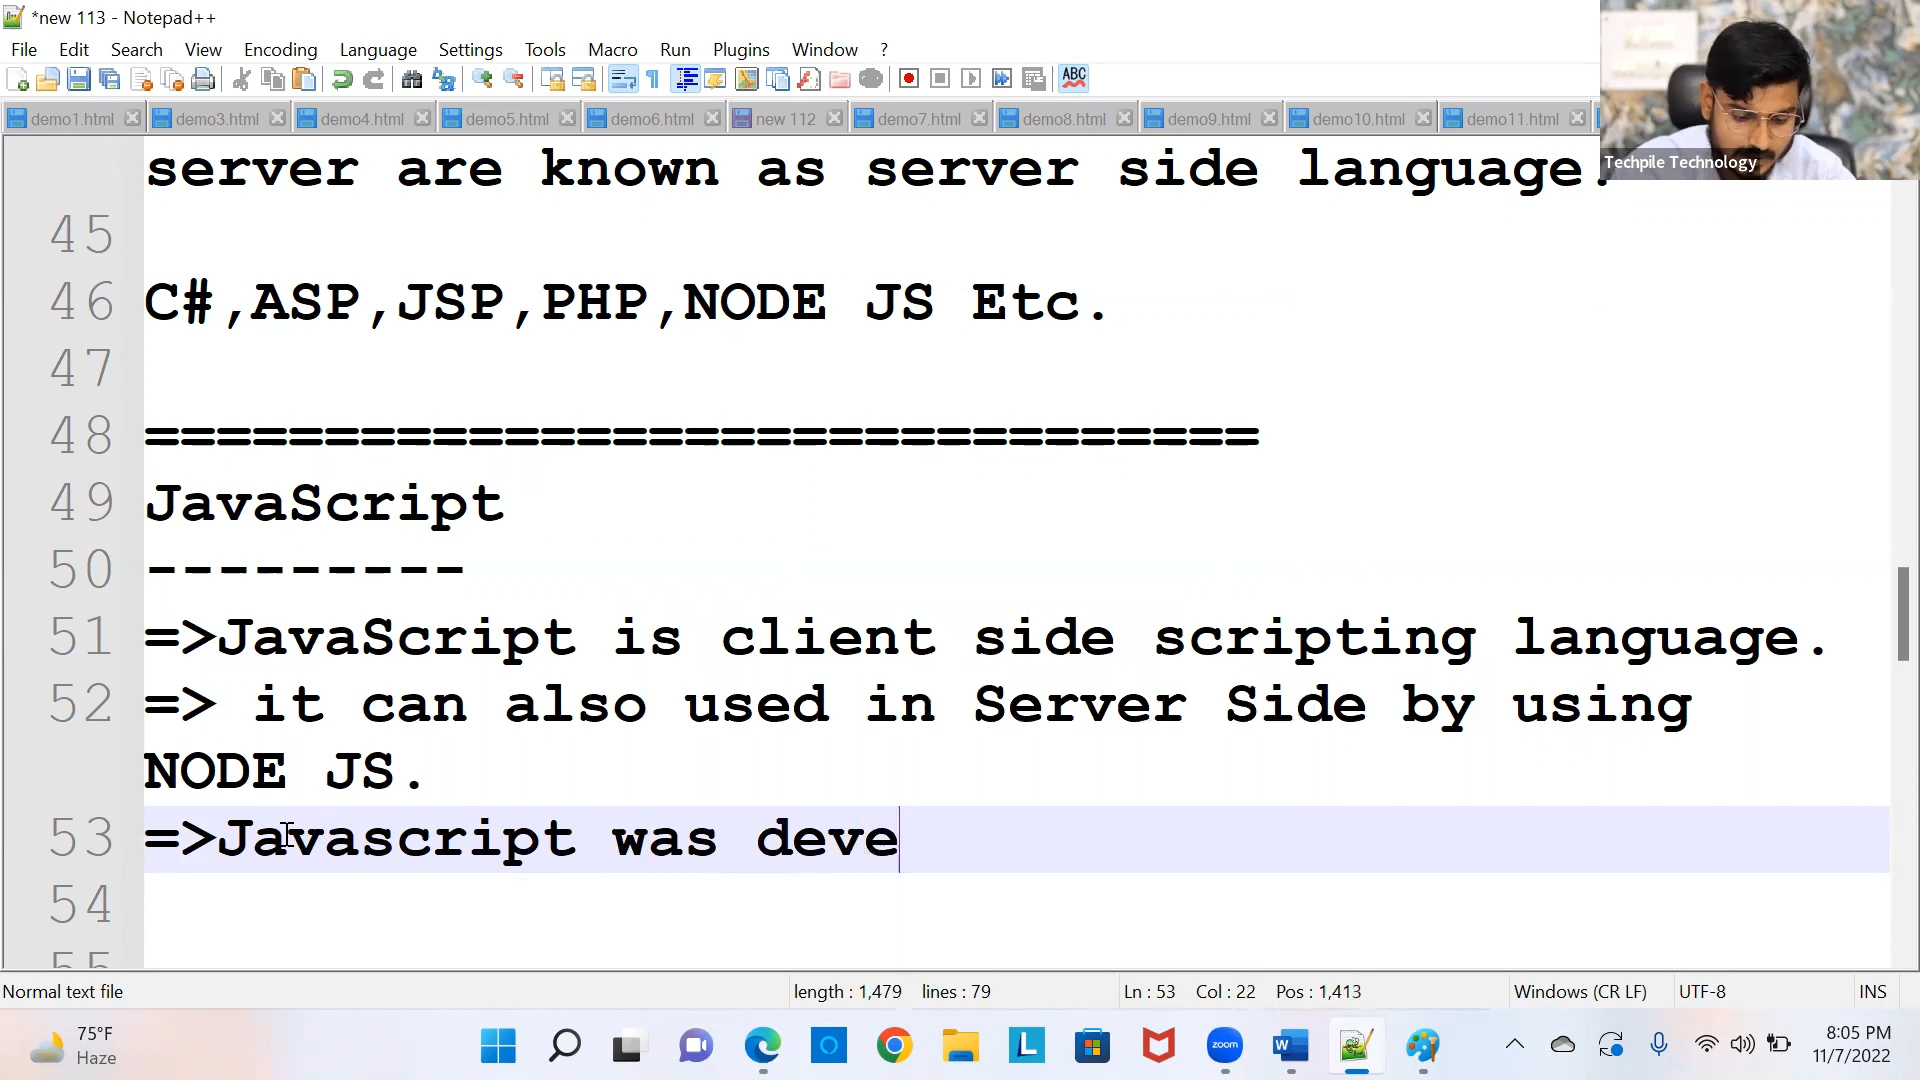 *new 113 - Notepad++
File Edit Search View Encoding Language Settings Tools Macro Run Plugins Window ?
ABC
demo1.html demo3.html demo4.html demo5.html demo6.html new 112 demo7.html demo8.html demo9.html demo10.html demo11.html
Techpile Technology
server are known as server side language.
45
46 C#,ASP,JSP,PHP,NODE JS Etc.
47
48 ===============================
49 JavaScript
50 ---------
51 =>JavaScript is client side scripting language.
52 => it can also used in Server Side by using
NODE JS.
53 =>Javascript was deve
54
55
Normal text file length : 1,479 lines : 79 Ln : 53 Col : 22 Pos : 1,413 Windows (CR LF) UTF-8 INS
75°F
Haze
L
zoom
W
8:05 PM
11/7/2022